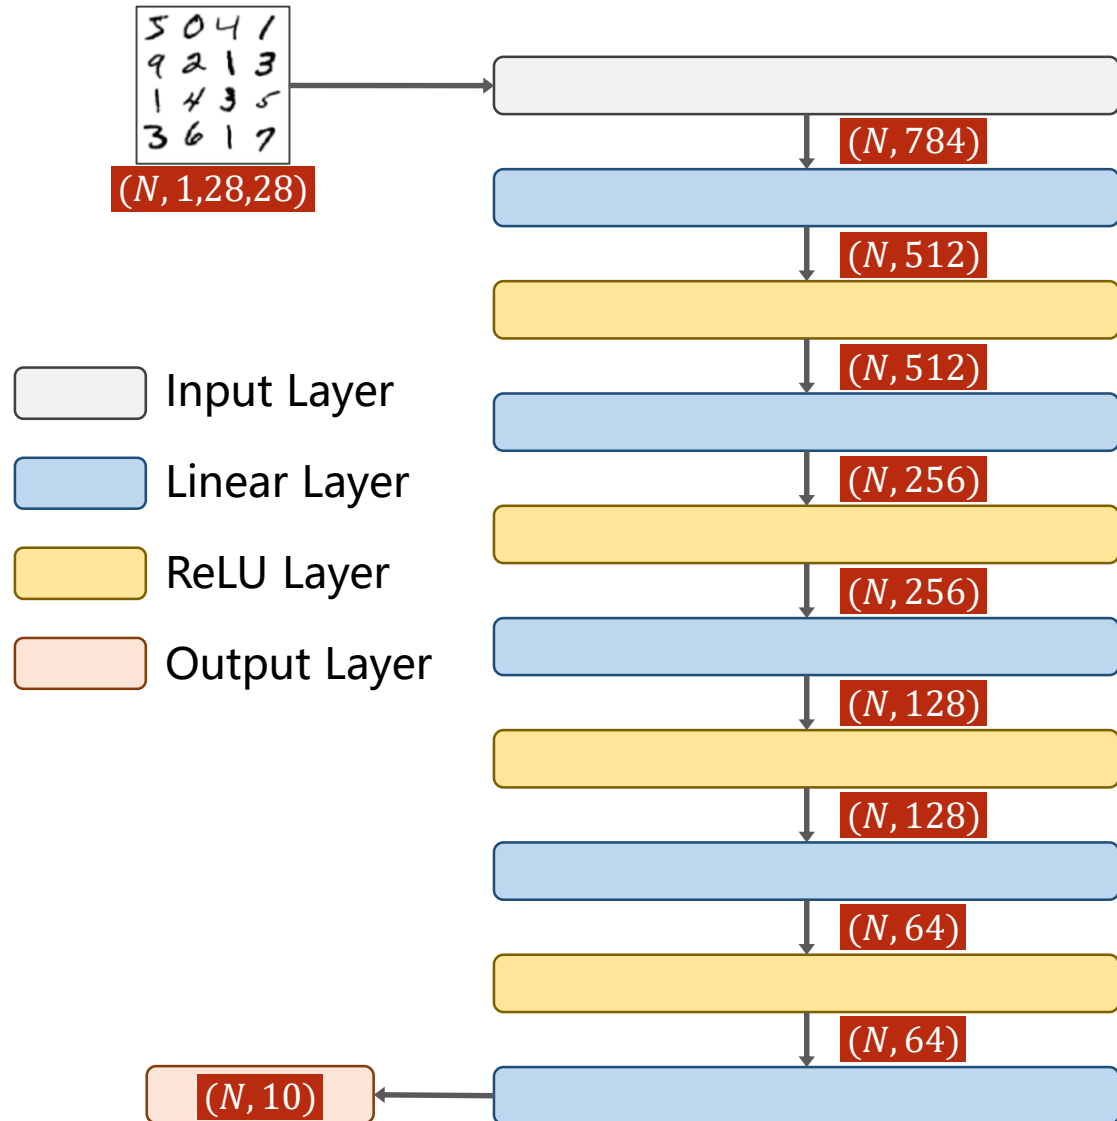 5 0 4 1
9 2 1 3
1 4 3 5
3 6 1 7
(N, 1,28,28)
(N, 784)
(N, 512)
(N, 512)
(N, 256)
(N, 256)
(N, 128)
(N, 128)
(N, 64)
(N, 64)
(N, 10)
Input Layer
Linear Layer
ReLU Layer
Output Layer